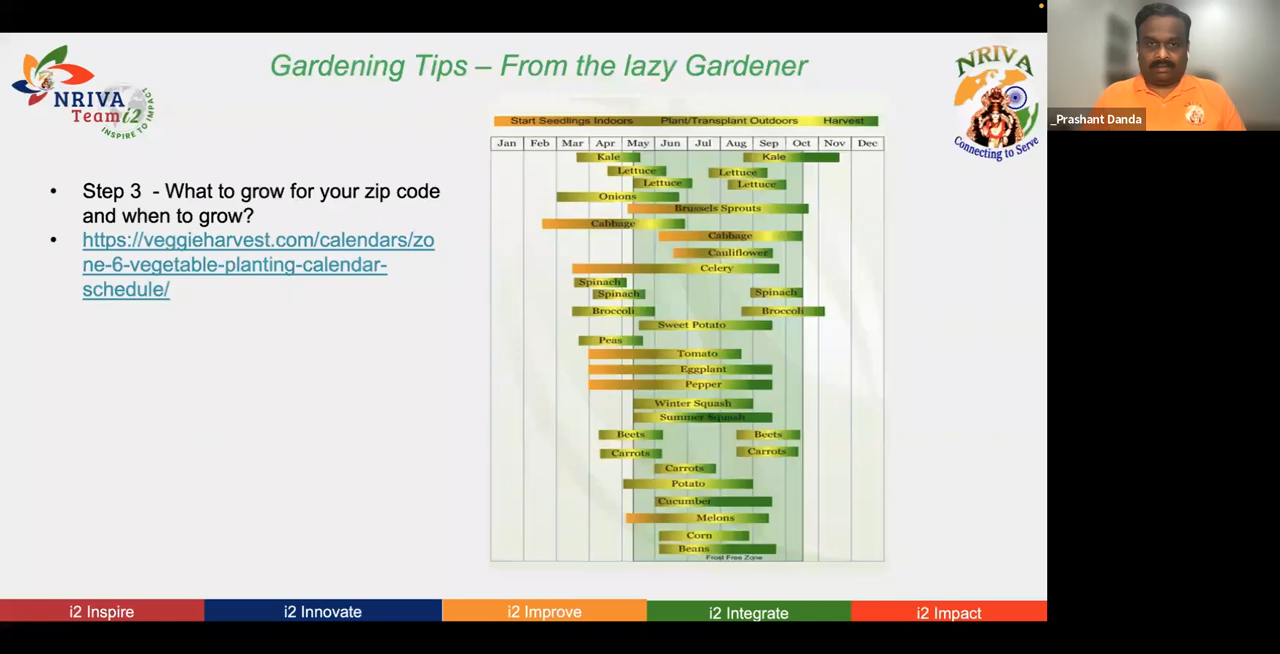 Gardening Tips – From the lazy Gardener
NRIVA
Team i2
INSPIRE TO IMPACT
NRIVA
Connecting to Serve
_Prashant Danda
• Step 3 - What to grow for your zip code
and when to grow?
• https://veggieharvest.com/calendars/zo
ne-6-vegetable-planting-calendar-
schedule/
Start Seedlings Indoors Plant/Transplant Outdoors Harvest
Jan Feb Mar Apr May Jun Jul Aug Sep Oct Nov Dec
Kale Kale
Lettuce Lettuce
Lettuce Lettuce
Onions
Brussels Sprouts
Cabbage
Cabbage
Cauliflower
Celery
Spinach
Spinach Spinach
Broccoli Broccoli
Sweet Potato
Peas
Tomato
Eggplant
Pepper
Winter Squash
Summer Squash
Beets Beets
Carrots Carrots
Carrots
Potato
Cucumber
Melons
Corn
Beans
Frost Free Zone
i2 Inspire i2 Innovate i2 Improve i2 Integrate i2 Impact